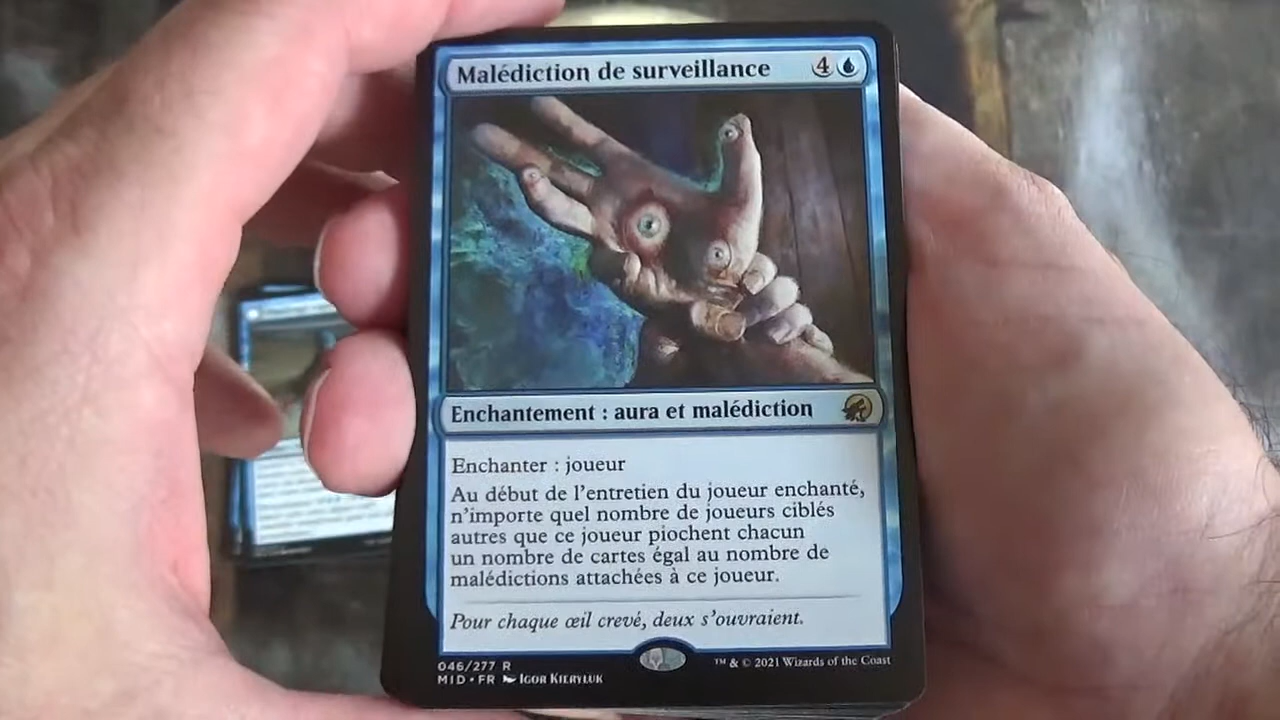 Malédiction de surveillance 4
Enchantement : aura et malédiction
Enchanter : joueur
Au début de l'entretien du joueur enchanté,
n'importe quel nombre de joueurs ciblés
autres que ce joueur piochent chacun
un nombre de cartes égal au nombre de
malédictions attachées à ce joueur.
Pour chaque œil crevé, deux s'ouvraient.
046/277 R ™ & © 2021 Wizards of the Coast
MID • FR Igor Kieryluk